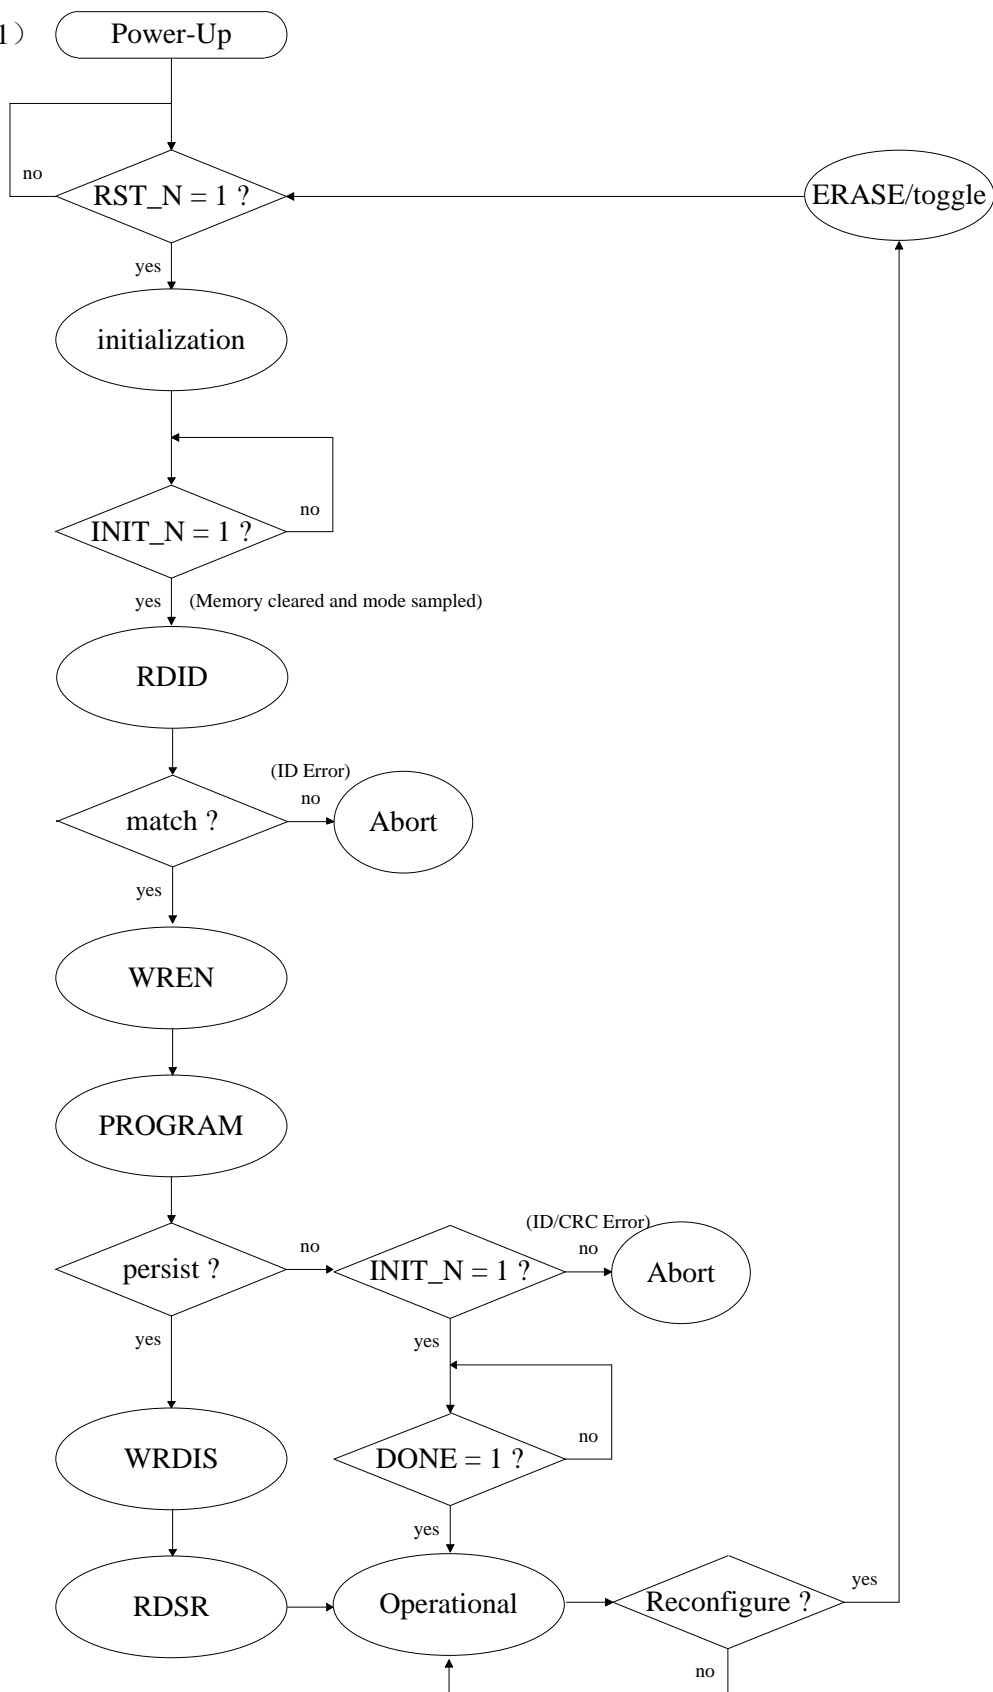 1）
Power-Up
no
RST_N = 1 ?
ERASE/toggle
yes
initialization
no
INIT_N = 1 ?
yes
(Memory cleared and mode sampled)
RDID
(ID Error)
no
match ?
Abort
yes
WREN
PROGRAM
(ID/CRC Error)
no
no
persist ?
INIT_N = 1 ?
Abort
yes
yes
no
WRDIS
DONE = 1 ?
yes
yes
RDSR
Operational
Reconfigure ?
no